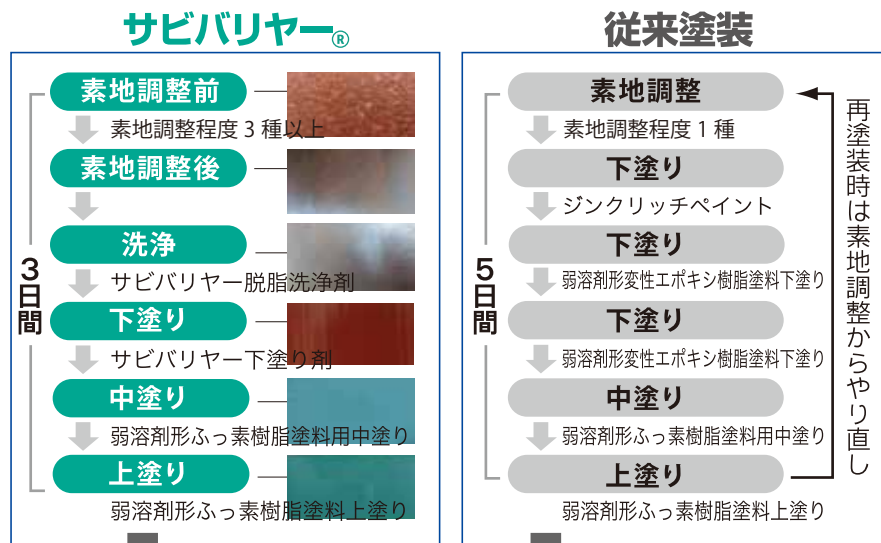 サビバリヤー®
3日間
素地調整前
素地調整程度3種以上
素地調整後
洗浄
サビバリヤー脱脂洗浄剤
下塗り
サビバリヤー下塗り剤
中塗り
弱溶剤形ふっ素樹脂塗料用中塗り
上塗り
弱溶剤形ふっ素樹脂塗料上塗り
従来塗装
5日間
素地調整
素地調整程度1種
下塗り
ジンクリッチペイント
下塗り
弱溶剤形変性エポキシ樹脂塗料下塗り
下塗り
弱溶剤形変性エポキシ樹脂塗料下塗り
中塗り
弱溶剤形ふっ素樹脂塗料用中塗り
上塗り
弱溶剤形ふっ素樹脂塗料上塗り
再塗装時は素地調整からやり直し